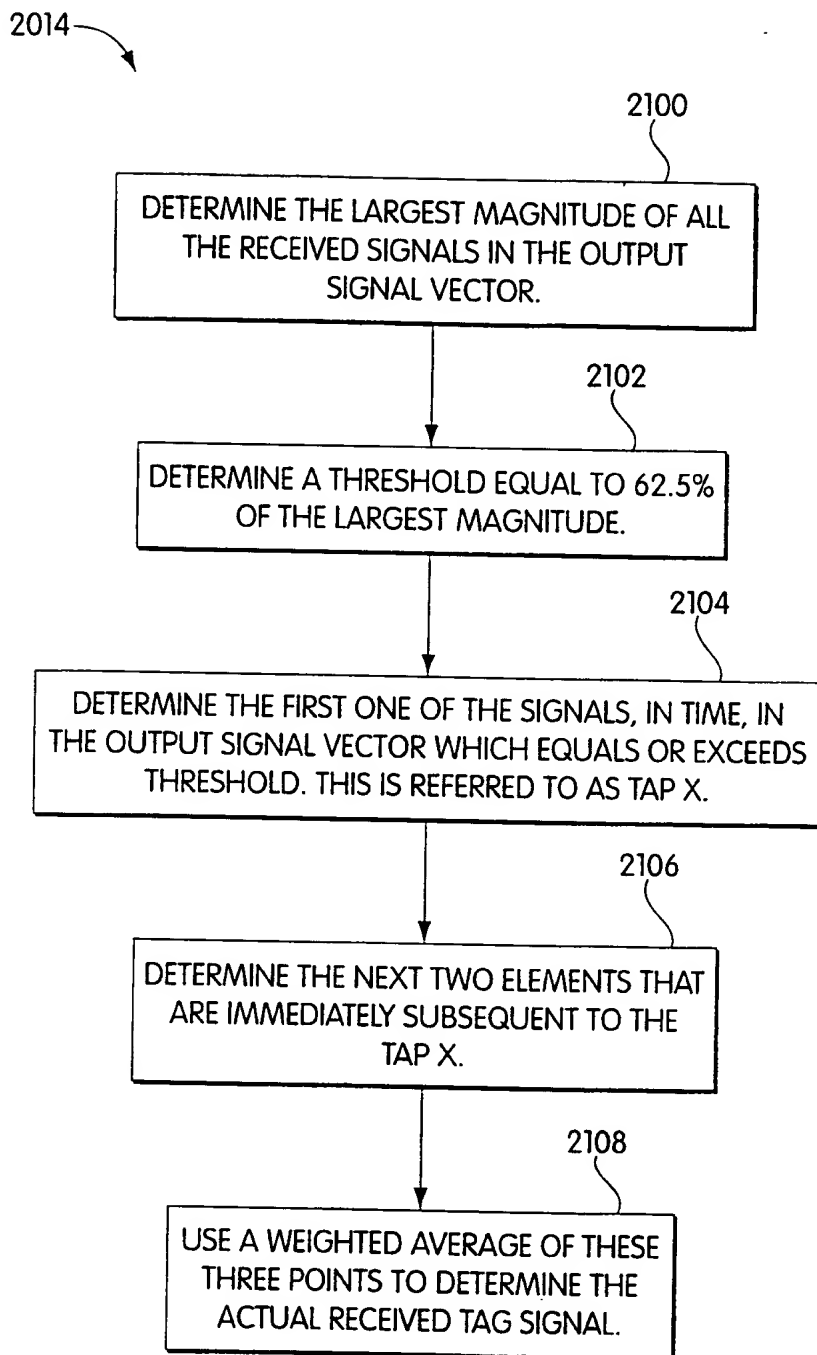 2014
2100
DETERMINE THE LARGEST MAGNITUDE OF ALL
THE RECEIVED SIGNALS IN THE OUTPUT
SIGNAL VECTOR.
2102
DETERMINE A THRESHOLD EQUAL TO 62.5%
OF THE LARGEST MAGNITUDE.
2104
DETERMINE THE FIRST ONE OF THE SIGNALS, IN TIME, IN
THE OUTPUT SIGNAL VECTOR WHICH EQUALS OR EXCEEDS
THRESHOLD. THIS IS REFERRED TO AS TAP X.
2106
DETERMINE THE NEXT TWO ELEMENTS THAT
ARE IMMEDIATELY SUBSEQUENT TO THE
TAP X.
2108
USE A WEIGHTED AVERAGE OF THESE
THREE POINTS TO DETERMINE THE
ACTUAL RECEIVED TAG SIGNAL.